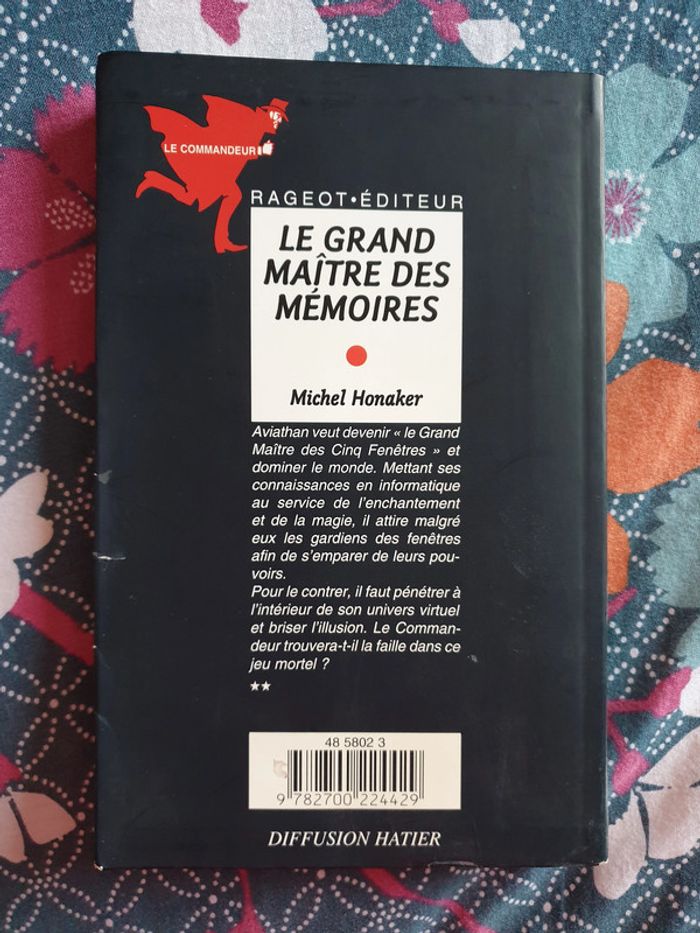 LE COMMANDEUR
RAGEOT•ÉDITEUR
LE GRAND
MAÎTRE DES
MÉMOIRES
Michel Honaker
Aviathan veut devenir « le Grand
Maître des Cinq Fenêtres » et
dominer le monde. Mettant ses
connaissances en informatique
au service de l'enchantement
et de la magie, il attire malgré
eux les gardiens des fenêtres
afin de s'emparer de leurs pou-
voirs.
Pour le contrer, il faut pénétrer à
l'intérieur de son univers virtuel
et briser l'illusion. Le Comman-
deur trouvera-t-il la faille dans ce
jeu mortel ?
★★
48 5802 3
9 782700 224429
DIFFUSION HATIER